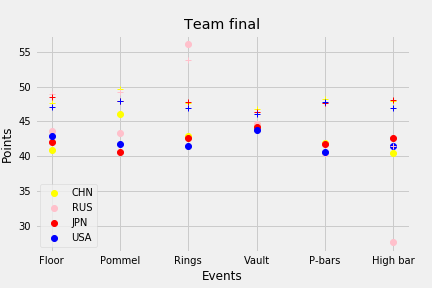 Team final
55
50
45
40
35
30
Points
CHN
RUS
JPN
USA
Floor Pommel Rings Vault P-bars High bar
Events